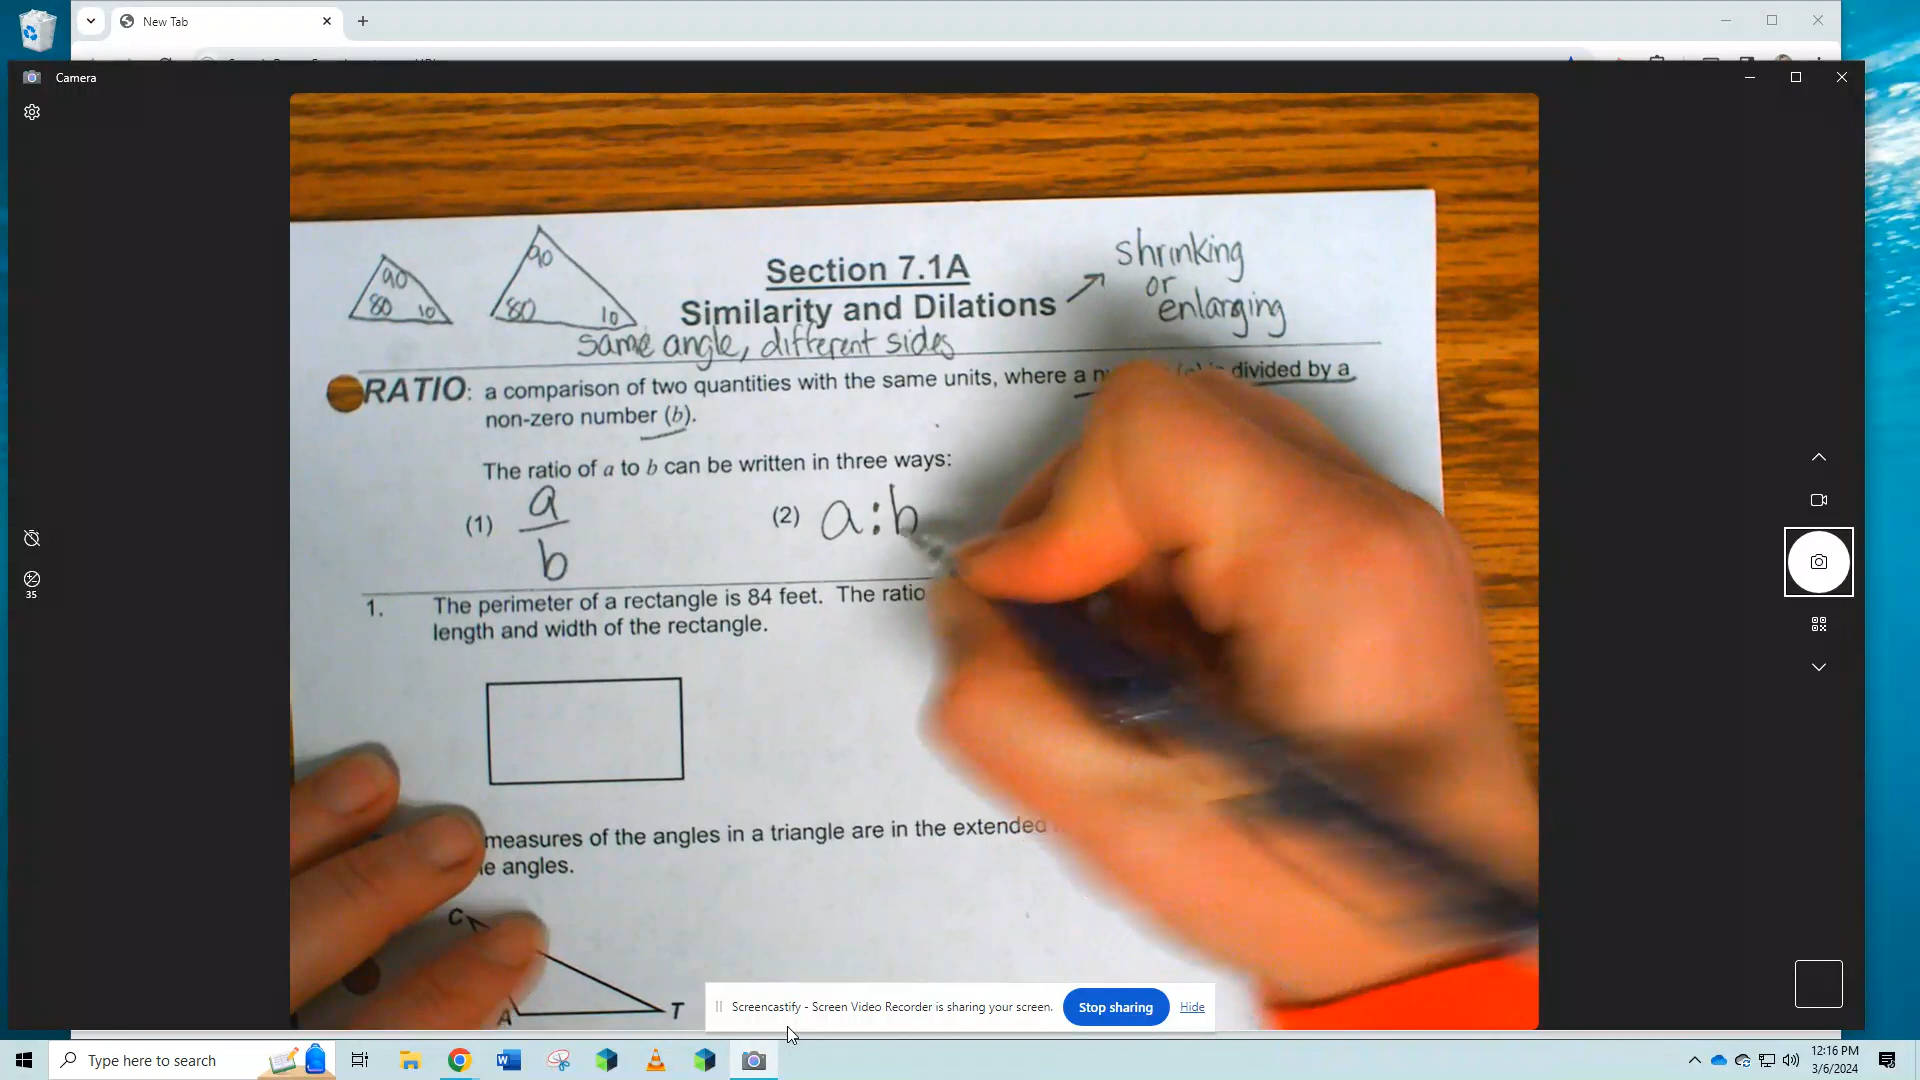 New Tab
Camera
90
80
10
90
80
10
Section 7.1A
Similarity and Dilations
shrinking
or
enlarging
same angle, different sides
RATIO: a comparison of two quantities with the same units, where a divided by a
non-zero number (b).
The ratio of a to b can be written in three ways:
(1) a
b
(2) a:b
1. The perimeter of a rectangle is 84 feet. The ratio
length and width of the rectangle.
measures of the angles in a triangle are in the extended
angles.
C
A
T
35
Screencastify - Screen Video Recorder is sharing your screen.
Stop sharing
Hide
Type here to search
12:16 PM
3/6/2024